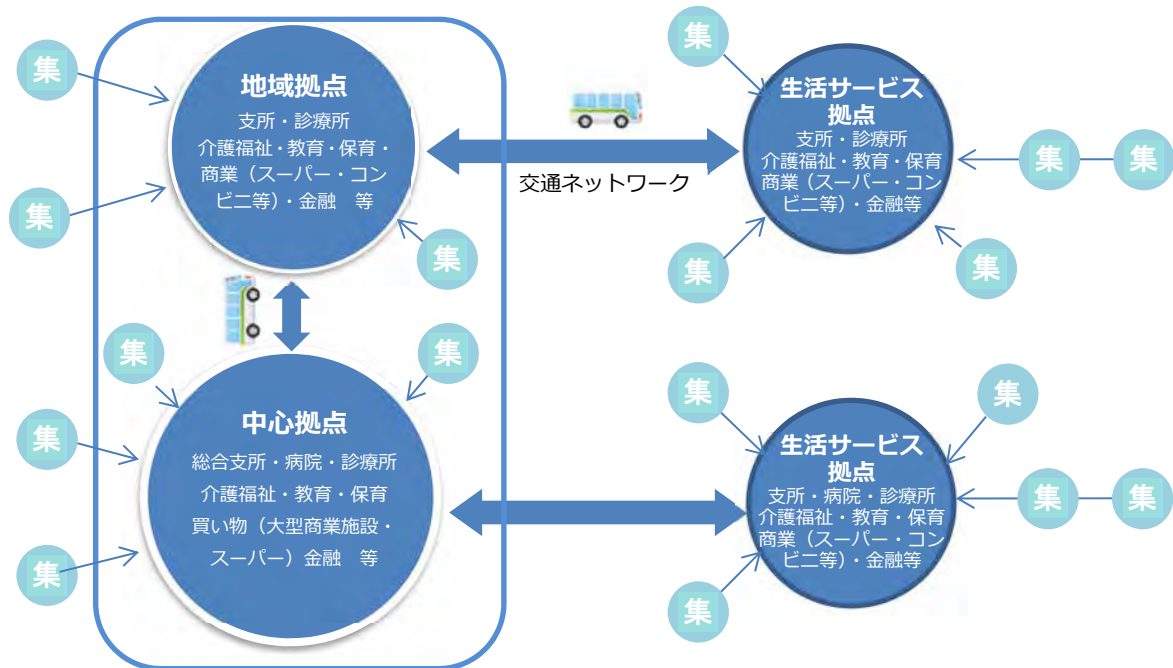 集
集
集
地域拠点
支所・診療所
介護福祉・教育・保育・
商業（スーパー・コン
ビニ等）・金融　等
交通ネットワーク
集
生活サービス
拠点
支所・診療所
介護福祉・教育・保育
商業（スーパー・コン
ビニ等）・金融等
集
集
集
集
集
集
集
集
中心拠点
総合支所・病院・診療所
介護福祉・教育・保育
買い物（大型商業施設・
スーパー）金融　等
集
集
生活サービス
拠点
支所・病院・診療所
介護福祉・教育・保育
商業（スーパー・コン
ビニ等）・金融等
集
集
集
集